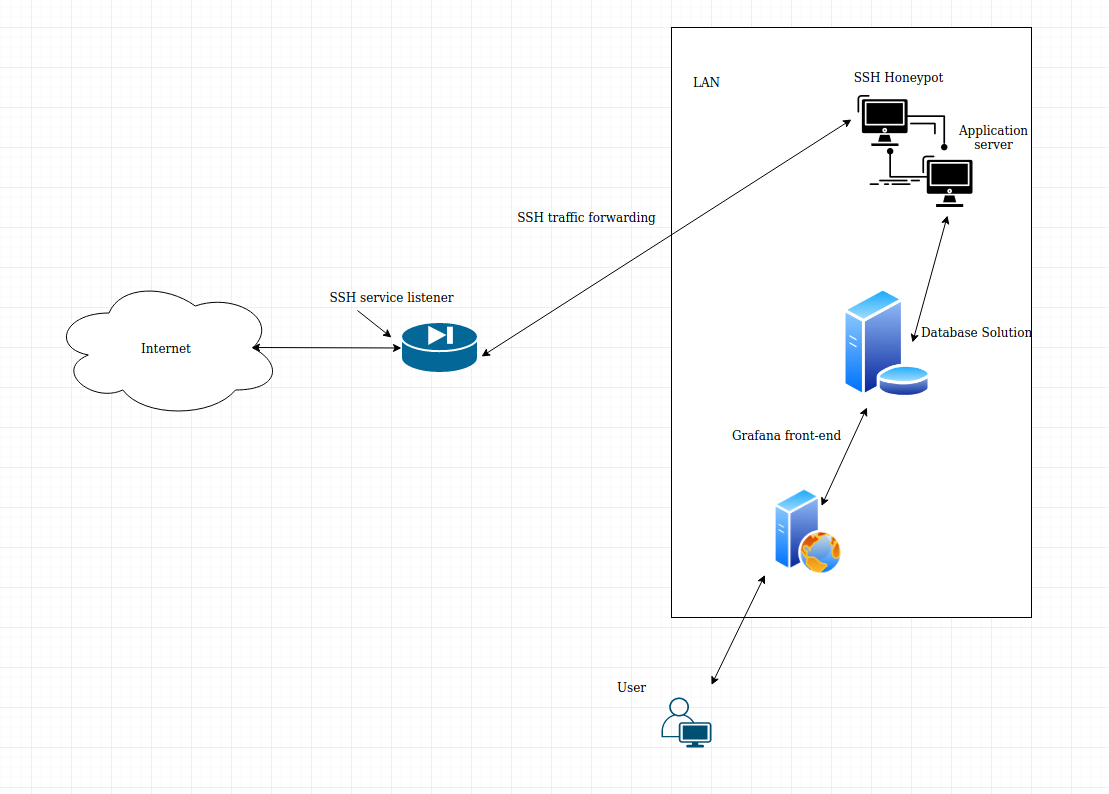 SSH Honeypot
LAN
Application
server
SSH traffic forwarding
SSH service listener
Internet
Database Solution
Grafana front-end
User